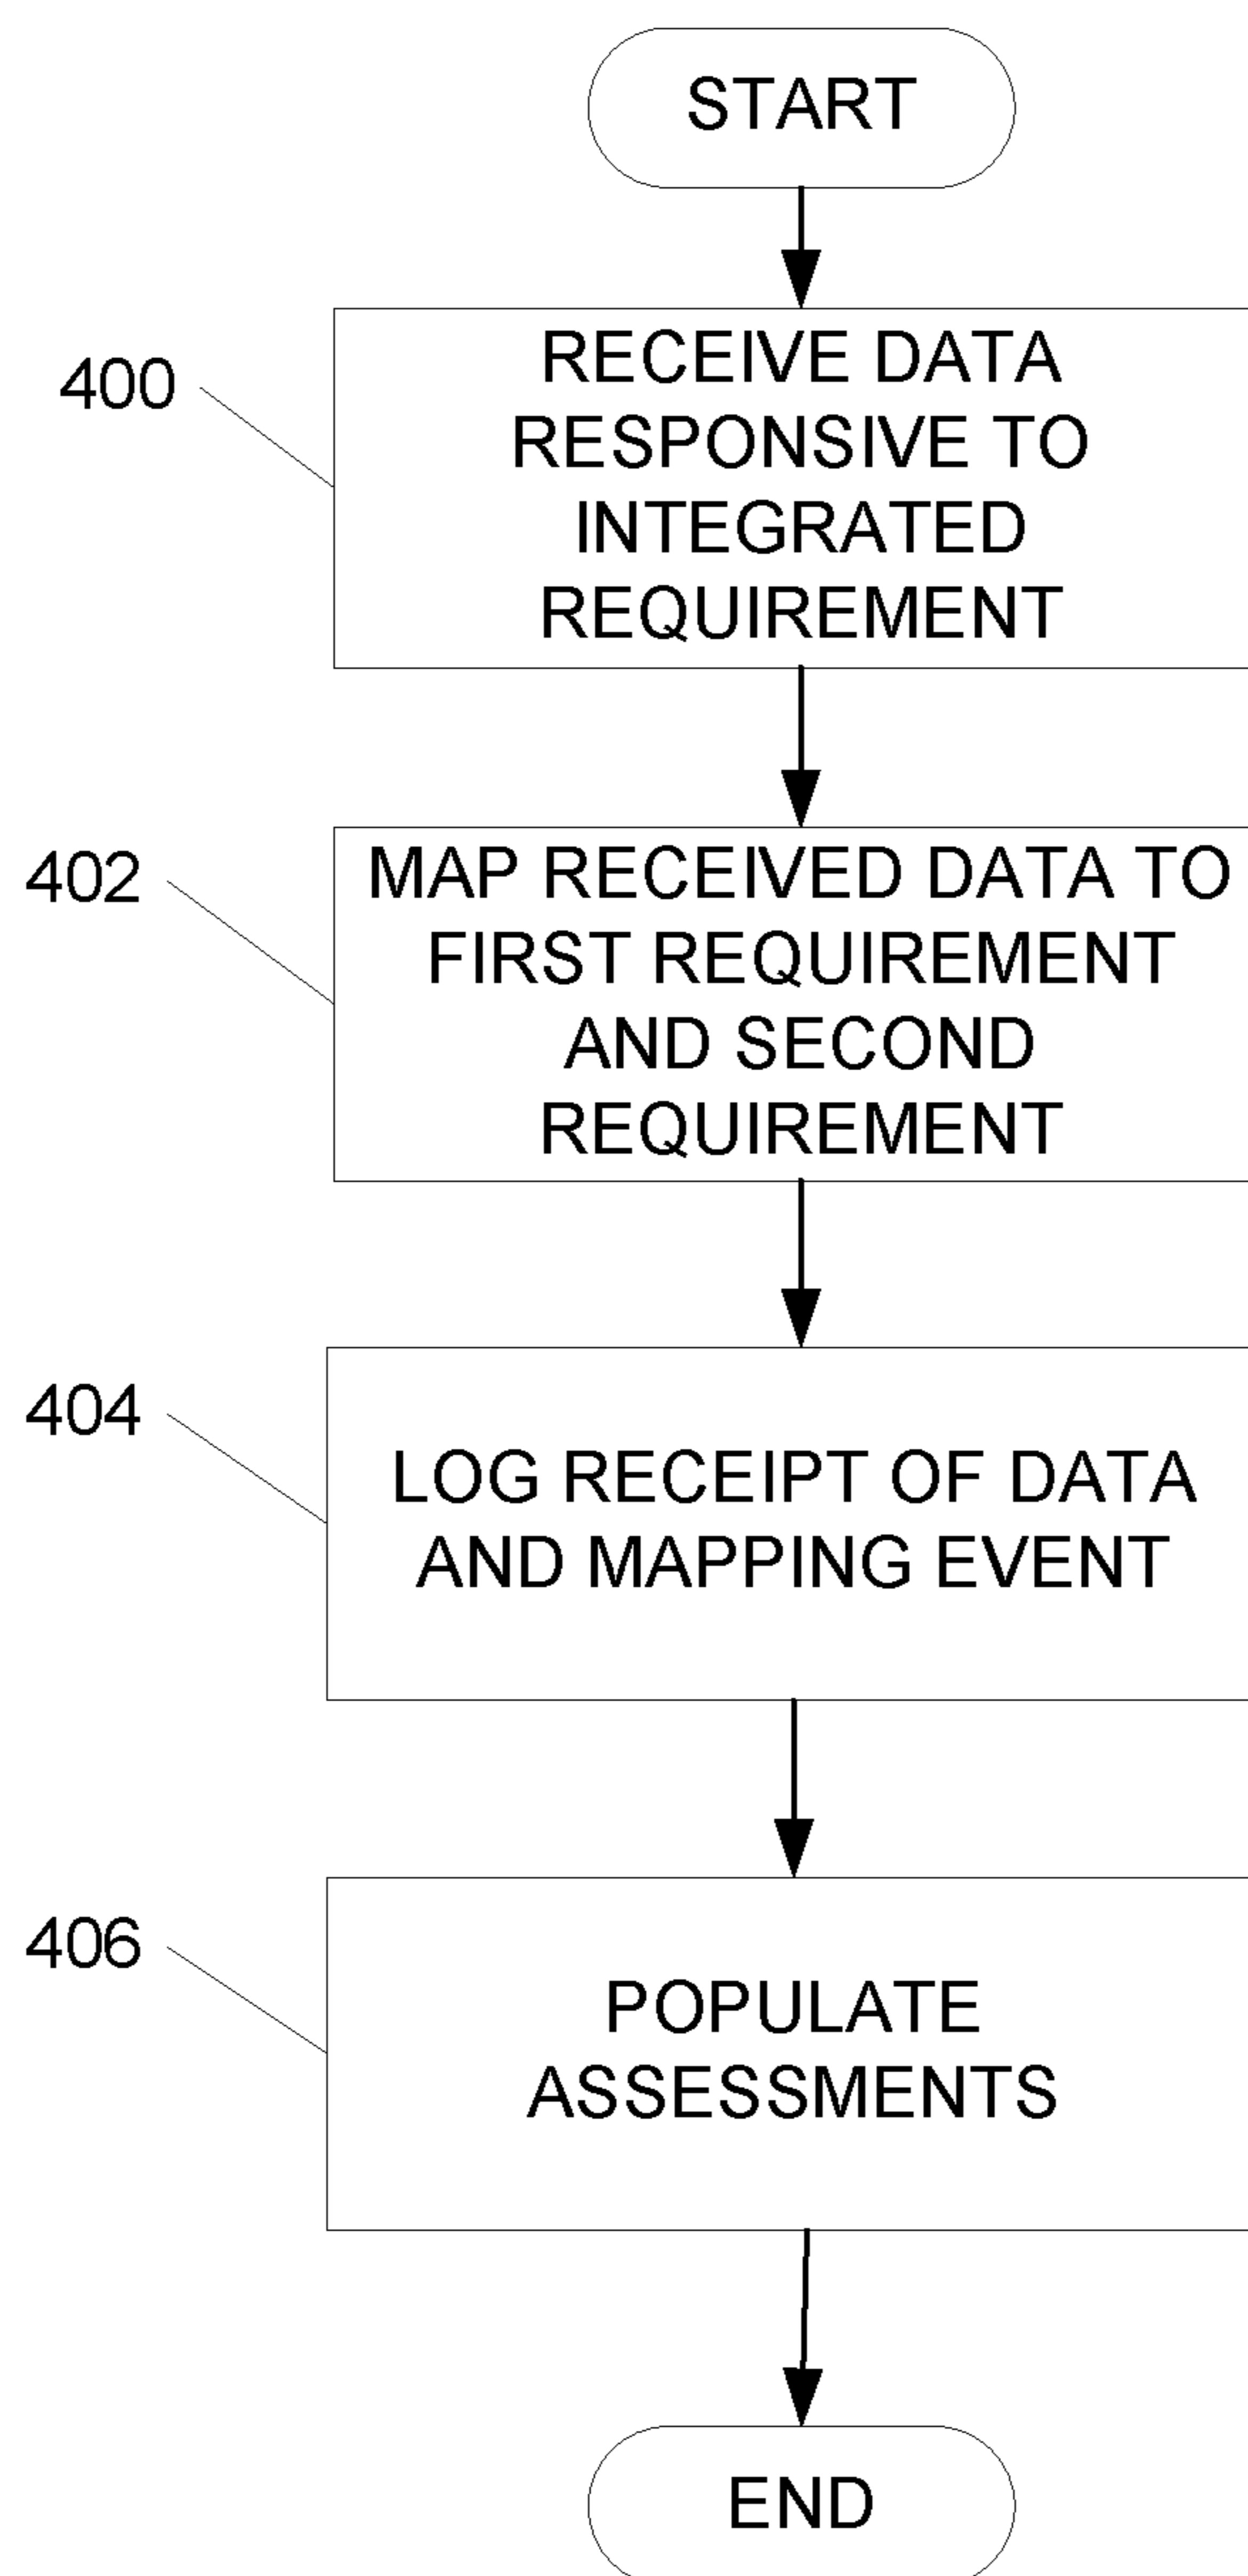 START
400
RECEIVE DATA
RESPONSIVE TO
INTEGRATED
REQUIREMENT
402
MAP RECEIVED DATA TO
FIRST REQUIREMENT
AND SECOND
REQUIREMENT
404
LOG RECEIPT OF DATA
AND MAPPING EVENT
406
POPULATE
ASSESSMENTS
END